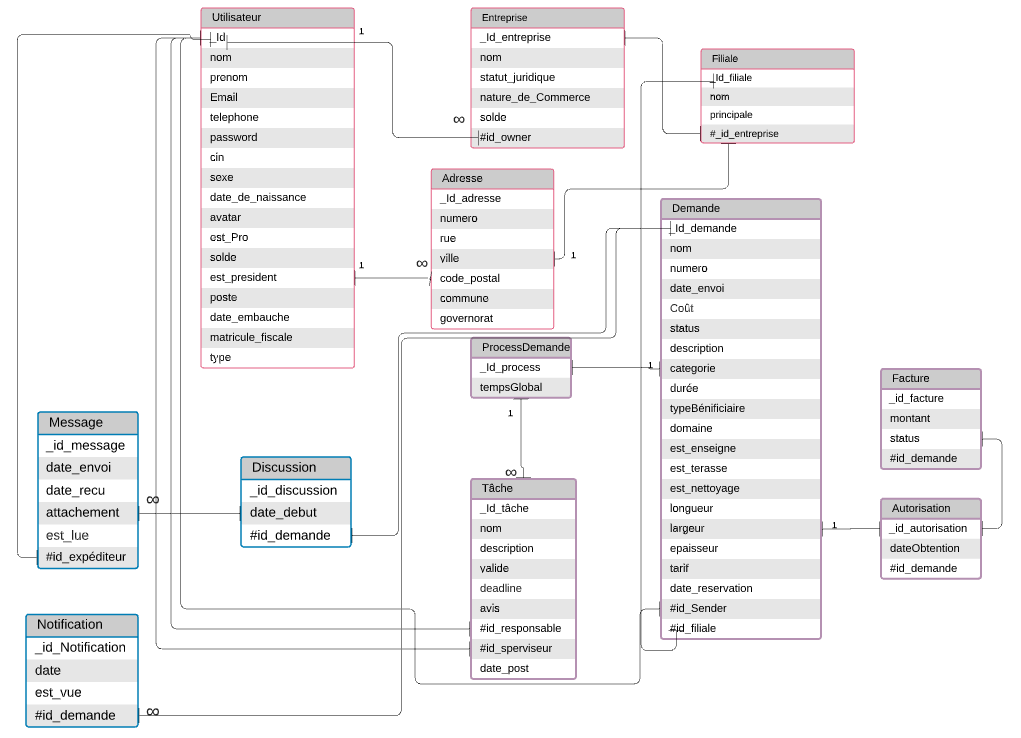 Utilisateur
Id
nom
prenom
Email
telephone
password
cin
sexe
date_de_naissance
avatar
est_Pro
solde
est_president
poste
date_embauche
matricule_fiscale
type
1
1
Entreprise
_Id_entreprise
nom
statut_juridique
nature_de_Commerce
solde
#id_owner
∞
Filiale
_Id_filiale
nom
principale
#_id_entreprise
Adresse
_Id_adresse
numero
rue
ville
code_postal
commune
governorat
∞
1
Demande
_Id_demande
nom
numero
date_envoi
Coût
status
description
categorie
durée
typeBénificiaire
domaine
est_enseigne
est_terasse
est_nettoyage
longueur
largeur
epaisseur
tarif
date_reservation
#id_Sender
#id_filiale
1
1
ProcessDemande
_Id_process
tempsGlobal
1
∞
Tâche
_Id_tâche
nom
description
valide
deadline
avis
#id_responsable
#id_sperviseur
date_post
Facture
_id_facture
montant
status
#id_demande
Autorisation
_id_autorisation
dateObtention
#id_demande
Message
_id_message
date_envoi
date_recu
attachement
est_lue
#id_expéditeur
∞
Discussion
_id_discussion
date_debut
#id_demande
Notification
_id_Notification
date
est_vue
#id_demande
∞